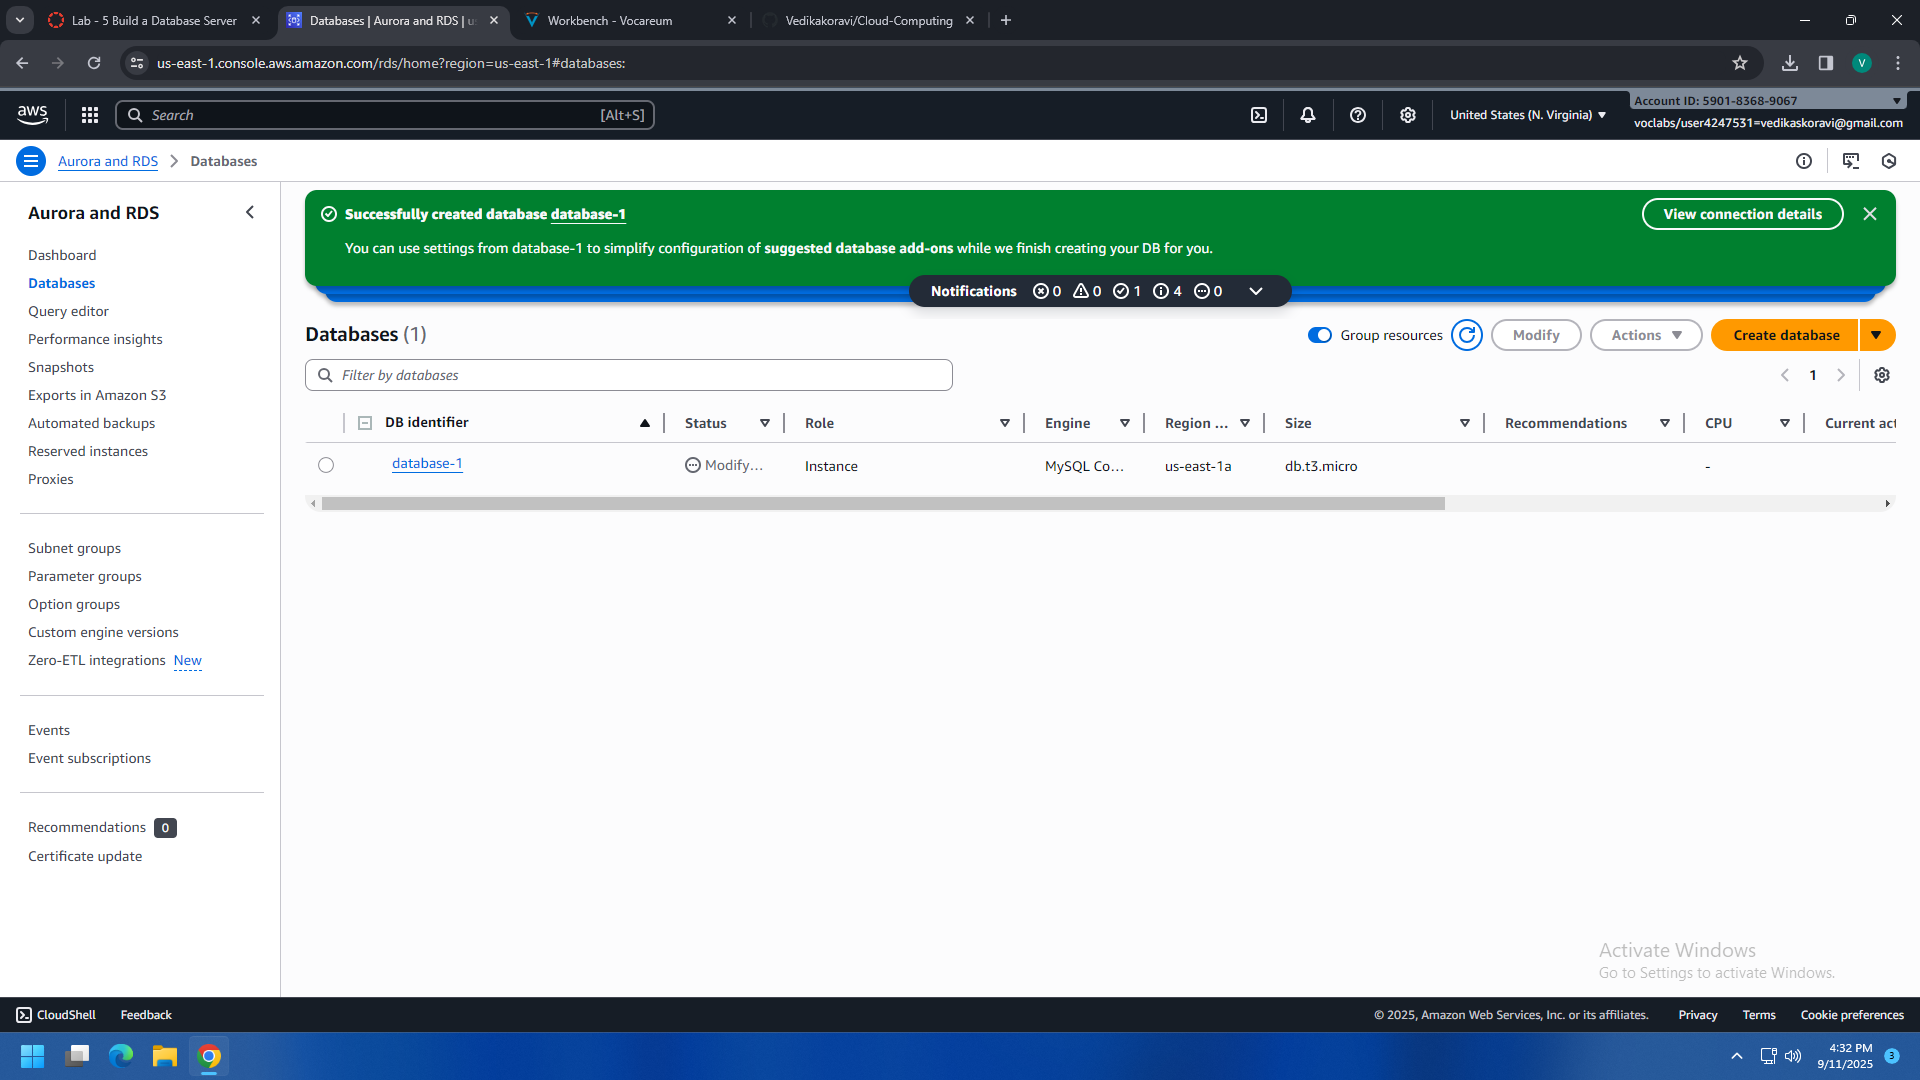 Lab - 5 Build a Database Server
Databases | Aurora and RDS | us
Workbench - Vocareum
Vedikakoravi/Cloud-Computing
us-east-1.console.aws.amazon.com/rds/home?region=us-east-1#databases:
V
aws
Search
[Alt+S]
United States (N. Virginia)
Account ID: 5901-8368-9067
voclabs/user4247531=vedikaskoravi@gmail.com
Aurora and RDS
Databases
Aurora and RDS
Dashboard
Databases
Query editor
Performance insights
Snapshots
Exports in Amazon S3
Automated backups
Reserved instances
Proxies
Subnet groups
Parameter groups
Option groups
Custom engine versions
Zero-ETL integrations New
Events
Event subscriptions
Recommendations 0
Certificate update
Successfully created database database-1
View connection details
You can use settings from database-1 to simplify configuration of suggested database add-ons while we finish creating your DB for you.
Notifications 0 0 1 4 0
Databases (1)
Group resources
Modify
Actions
Create database
Filter by databases
1
DB identifier Status Role Engine Region ... Size Recommendations CPU Current act
database-1 Modify... Instance MySQL Co... us-east-1a db.t3.micro -
Activate Windows
Go to Settings to activate Windows.
CloudShell
Feedback
© 2025, Amazon Web Services, Inc. or its affiliates.
Privacy
Terms
Cookie preferences
4:32 PM
9/11/2025
3